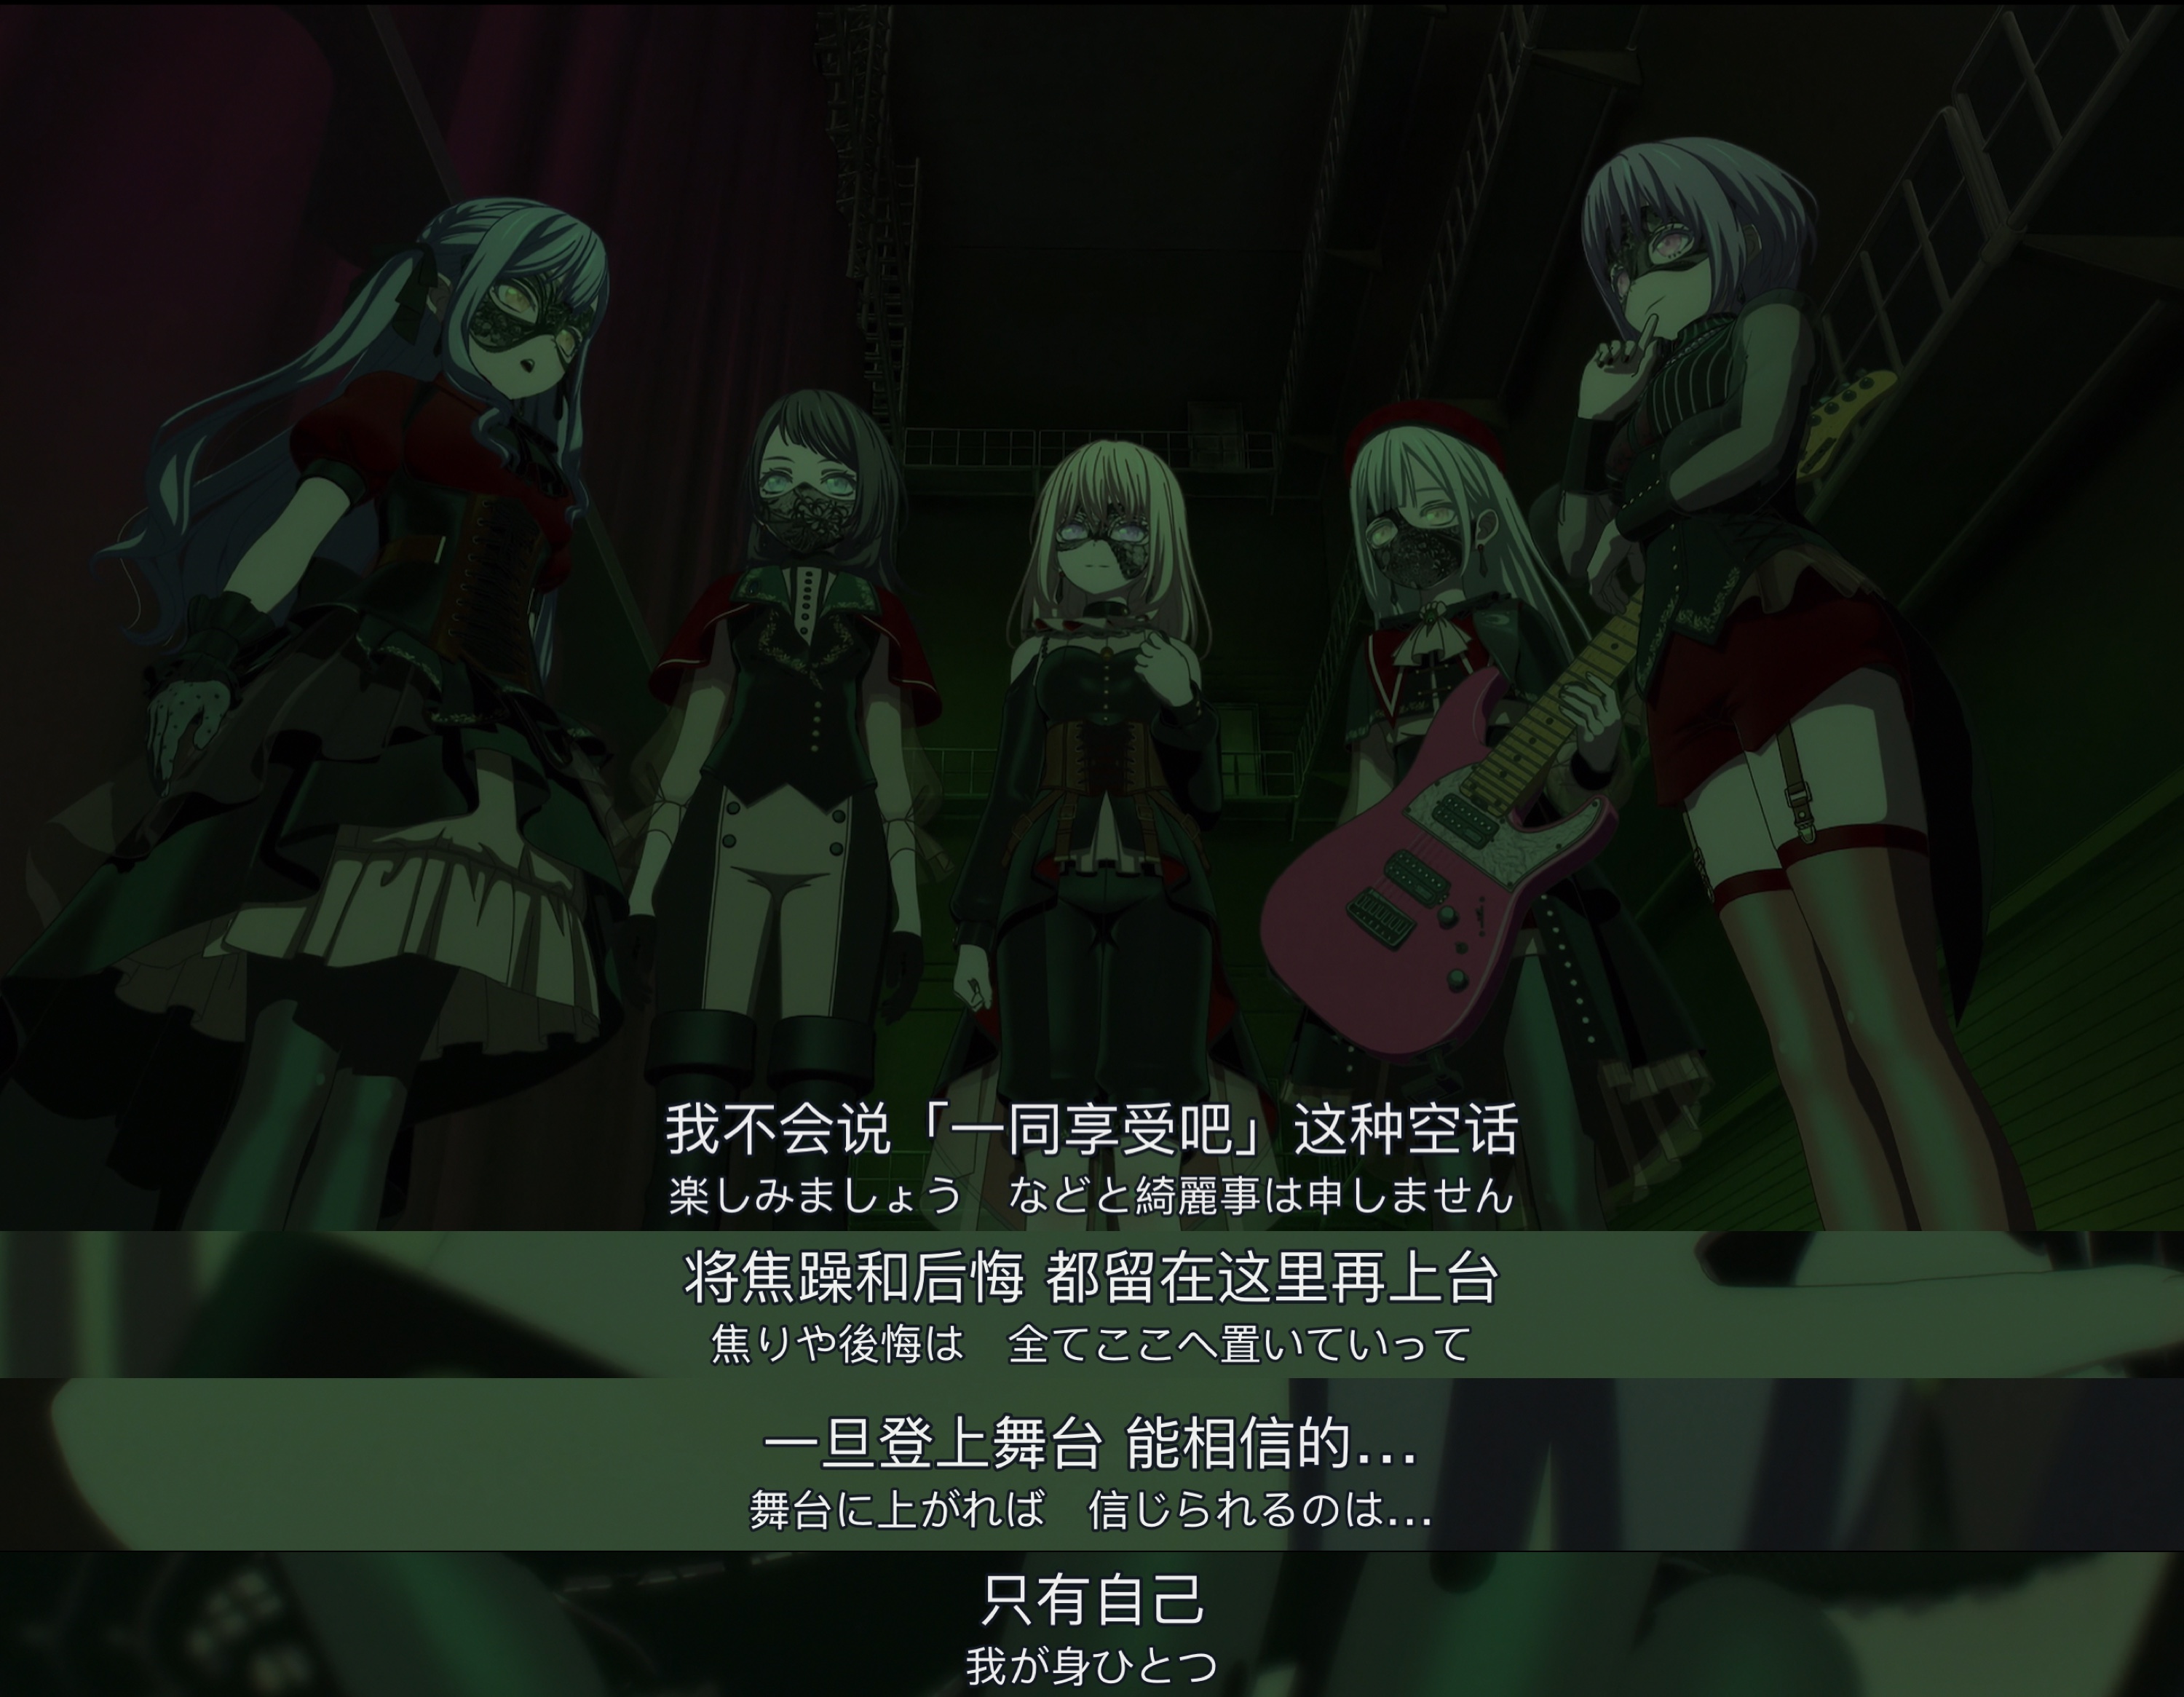 我不会说「一同享受吧」这种空话
楽しみましょう　などと綺麗事は申しません
将焦躁和后悔 都留在这里再上台
焦りや後悔は　全てここへ置いていって
一旦登上舞台 能相信的…
舞台に上がれば　信じられるのは…
只有自己
我が身ひとつ